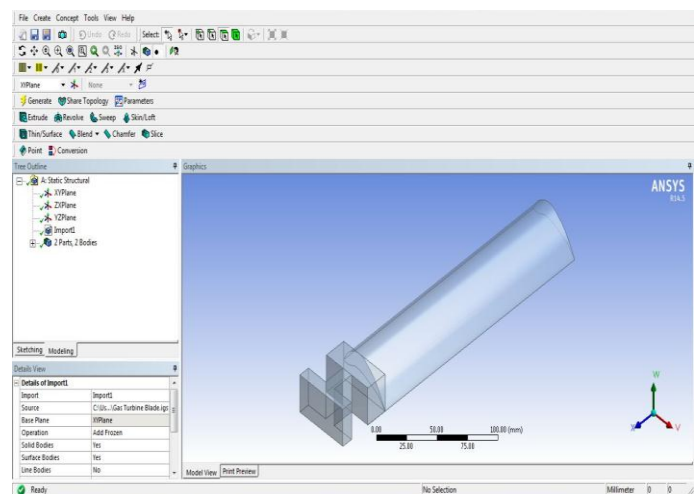 File Create Concept Tools View Help
Undo Redo Select:
XYPlane None
Generate Share Topology Parameters
Extrude Revolve Sweep Skin/Loft
Thin/Surface Blend Chamfer Slice
Point Conversion
Tree Outline
A: Static Structural
XYPlane
ZXPlane
YZPlane
Import1
2 Parts, 2 Bodies
Sketching Modeling
Details View
Details of Import1
Import Import1
Source C:\Us...\Gas Turbine Blade.igs
Base Plane XYPlane
Operation Add Frozen
Solid Bodies Yes
Surface Bodies Yes
Line Bodies No
Graphics
ANSYS
R14.5
W
V
0.00 50.00 100.00 (mm)
25.00 75.00
Model View Print Preview
Ready No Selection Millimeter 0 0